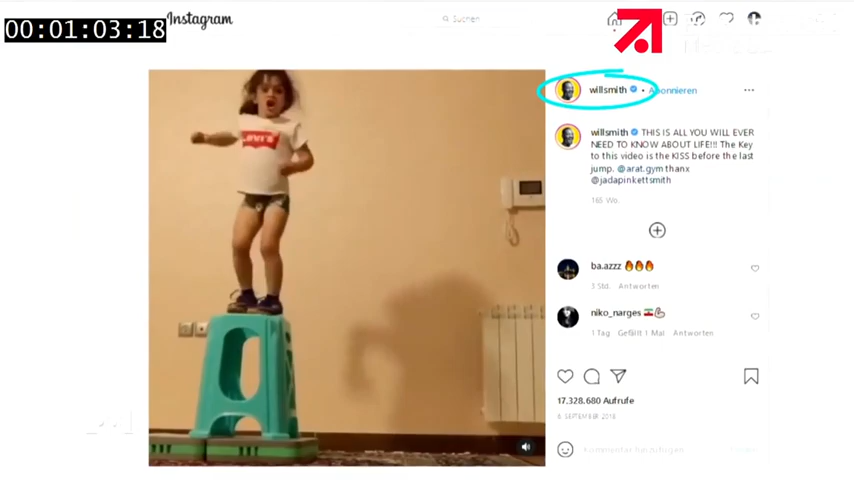 00:01:03:18
Instagram
Suchen
willsmith • Abonnieren
willsmith THIS IS ALL YOU WILL EVER
NEED TO KNOW ABOUT LIFE!!! The Key
to this video is the KISS before the last
jump. @arat.gym thanx
@jadapinkettsmith
165 Wo.
LEVI'S
ba.azzz 🔥🔥🔥
3 Std. Antworten
niko_narges 🇮🇷💪🏻
1 Tag Gefällt 1 Mal Antworten
17.328.680 Aufrufe
6. SEPTEMBER 2018
Kommentar hinzufügen